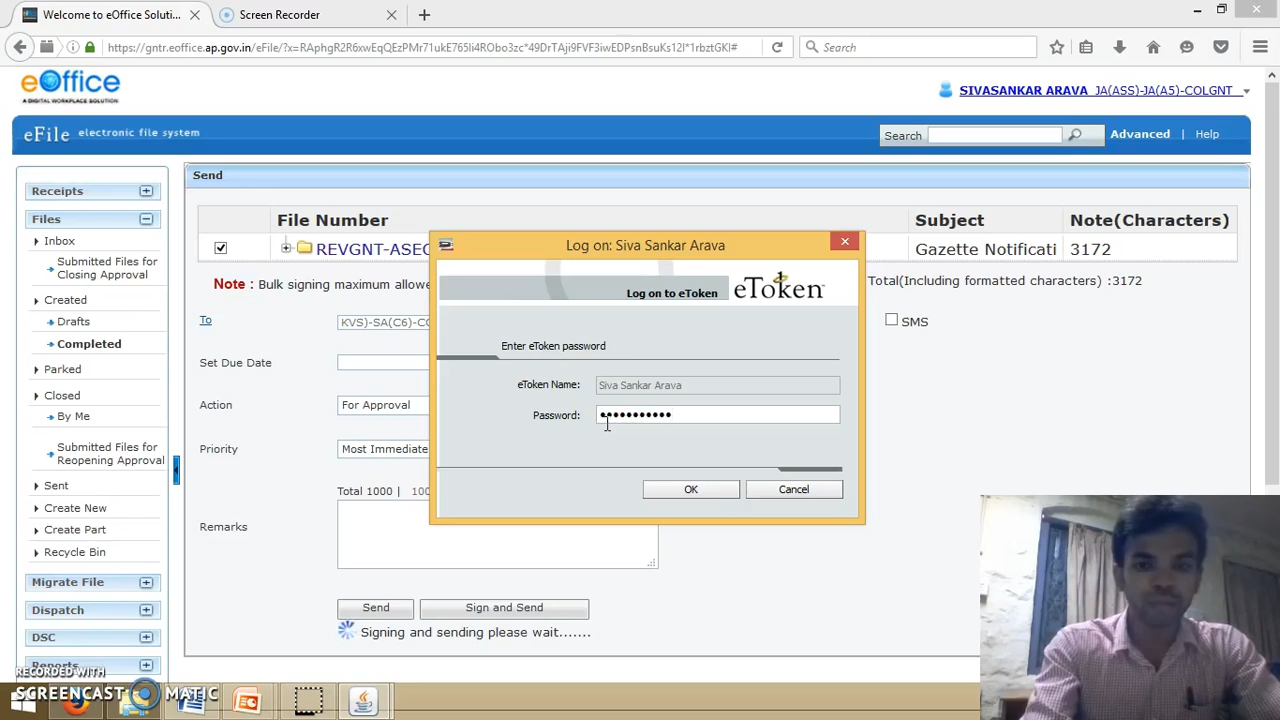 Welcome to eOffice Soluti...
Screen Recorder
https://gntr.eoffice.ap.gov.in/eFile/?x=
Search
eOffice
A DIGITAL WORKPLACE SOLUTION
SIVASANKAR ARAVA JA(ASS)-JA(A5)-COLGNT
eFile electronic file system
Search
Advanced | Help
Receipts
Files
Inbox
Submitted Files for
Closing Approval
Created
Drafts
Completed
Parked
Closed
By Me
Submitted Files for
Reopening Approval
Sent
Create New
Create Part
Recycle Bin
Migrate File
Dispatch
DSC
Reports
Send
File Number
Subject
Note(Characters)
REVGNT-ASEC
Gazette Notificati
3172
Note : Bulk signing maximum allowe
Total(Including formatted characters) :3172
To
KVS)-SA(C6)-CO
SMS
Set Due Date
Action
For Approval
Priority
Most Immediate
Total 1000 | 100
Remarks
Send
Sign and Send
Signing and sending please wait.......
Log on: Siva Sankar Arava
Log on to eToken
eToken
Enter eToken password
eToken Name:
Siva Sankar Arava
Password:
OK
Cancel
RECORDED WITH
SCREENCAST MATIC